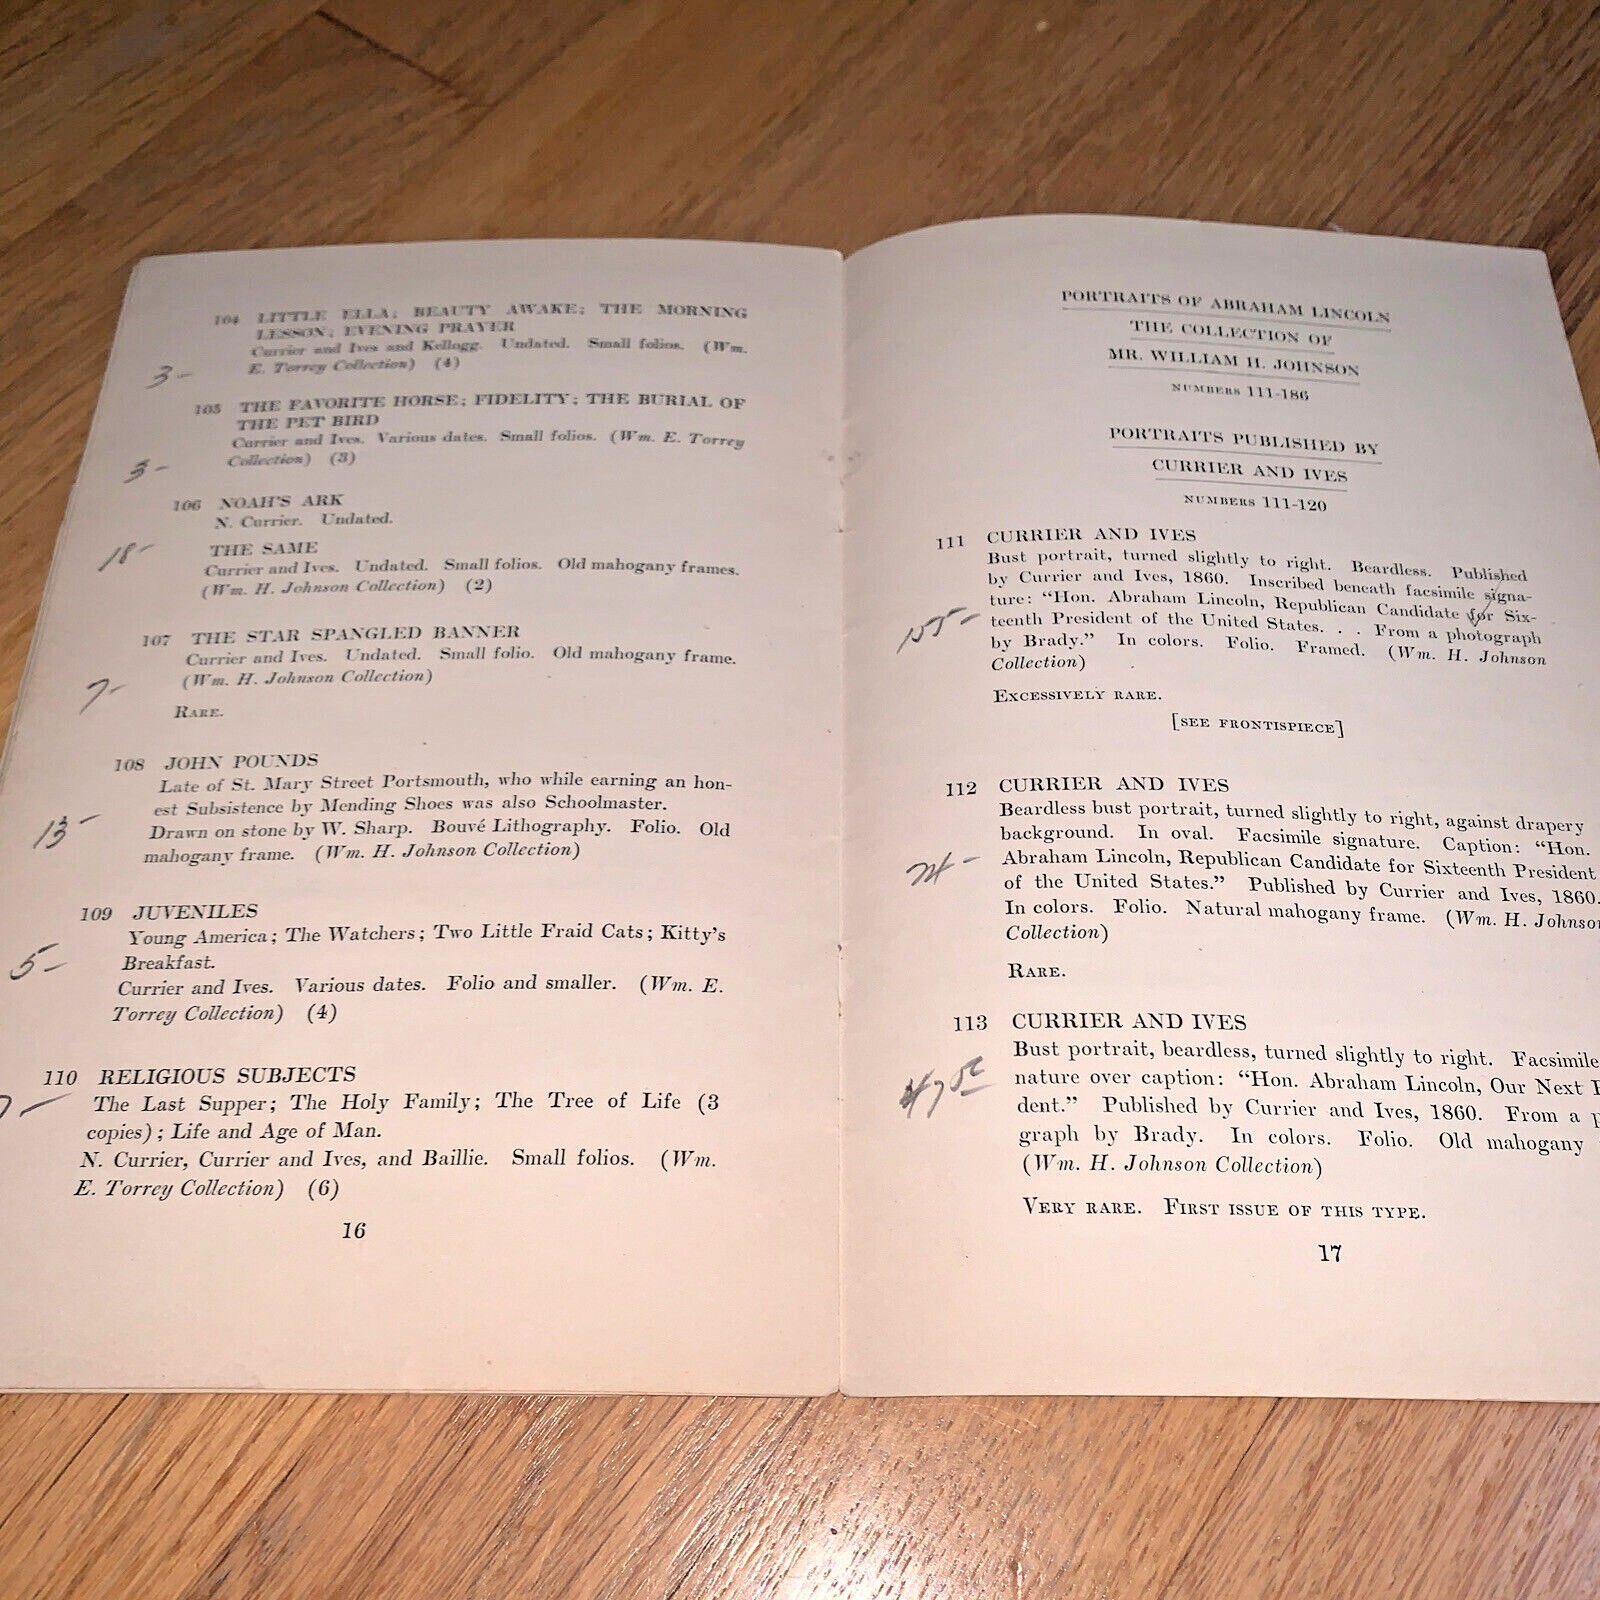 104 LITTLE ELLA; BEAUTY AWAKE; THE MORNING
LESSON; EVENING PRAYER
Currier and Ives and Kellogg. Undated. Small folios. (Wm.
E. Torrey Collection) (4)
3-
105 THE FAVORITE HORSE; FIDELITY; THE BURIAL OF
THE PET BIRD
Currier and Ives. Various dates. Small folios. (Wm. E. Torrey
Collection) (3)
3-
106 NOAH'S ARK
N. Currier. Undated.
18-
THE SAME
Currier and Ives. Undated. Small folios. Old mahogany frames.
(Wm. H. Johnson Collection) (2)
107 THE STAR SPANGLED BANNER
Currier and Ives. Undated. Small folio. Old mahogany frame.
(Wm. H. Johnson Collection)
7-
RARE.
108 JOHN POUNDS
Late of St. Mary Street Portsmouth, who while earning an hon-
est Subsistence by Mending Shoes was also Schoolmaster.
13-
Drawn on stone by W. Sharp. Bouvé Lithography. Folio. Old
mahogany frame. (Wm. H. Johnson Collection)
109 JUVENILES
Young America; The Watchers; Two Little Fraid Cats; Kitty's
5- Breakfast.
Currier and Ives. Various dates. Folio and smaller. (Wm. E.
Torrey Collection) (4)
110 RELIGIOUS SUBJECTS
The Last Supper; The Holy Family; The Tree of Life (3
copies); Life and Age of Man.
N. Currier, Currier and Ives, and Baillie. Small folios. (Wm.
E. Torrey Collection) (6)
16
PORTRAITS OF ABRAHAM LINCOLN
THE COLLECTION OF
MR. WILLIAM H. JOHNSON
NUMBERS 111-186
PORTRAITS PUBLISHED BY
CURRIER AND IVES
NUMBERS 111-120
111 CURRIER AND IVES
Bust portrait, turned slightly to right. Beardless. Published
by Currier and Ives, 1860. Inscribed beneath facsimile signa-
ture: "Hon. Abraham Lincoln, Republican Candidate for Six-
155- teenth President of the United States. . . From a photograph
by Brady." In colors. Folio. Framed. (Wm. H. Johnson
Collection)
EXCESSIVELY RARE.
[SEE FRONTISPIECE]
112 CURRIER AND IVES
Beardless bust portrait, turned slightly to right, against drapery
background. In oval. Facsimile signature. Caption: "Hon.
Abraham Lincoln, Republican Candidate for Sixteenth President
of the United States." Published by Currier and Ives, 1860.
In colors. Folio. Natural mahogany frame. (Wm. H. Johnson
Collection)
RARE.
113 CURRIER AND IVES
Bust portrait, beardless, turned slightly to right. Facsimile
nature over caption: "Hon. Abraham Lincoln, Our Next
dent." Published by Currier and Ives, 1860. From a
graph by Brady. In colors. Folio. Old mahogany
(Wm. H. Johnson Collection)
VERY RARE. FIRST ISSUE OF THIS TYPE.
17